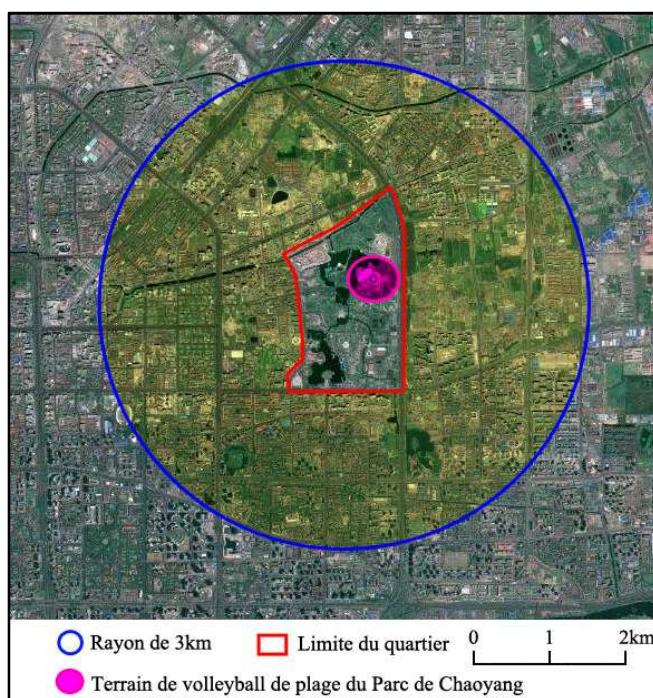 Rayon de 3km Limite du quartier 0 1 2km
Terrain de volleyball de plage du Parc de Chaoyang